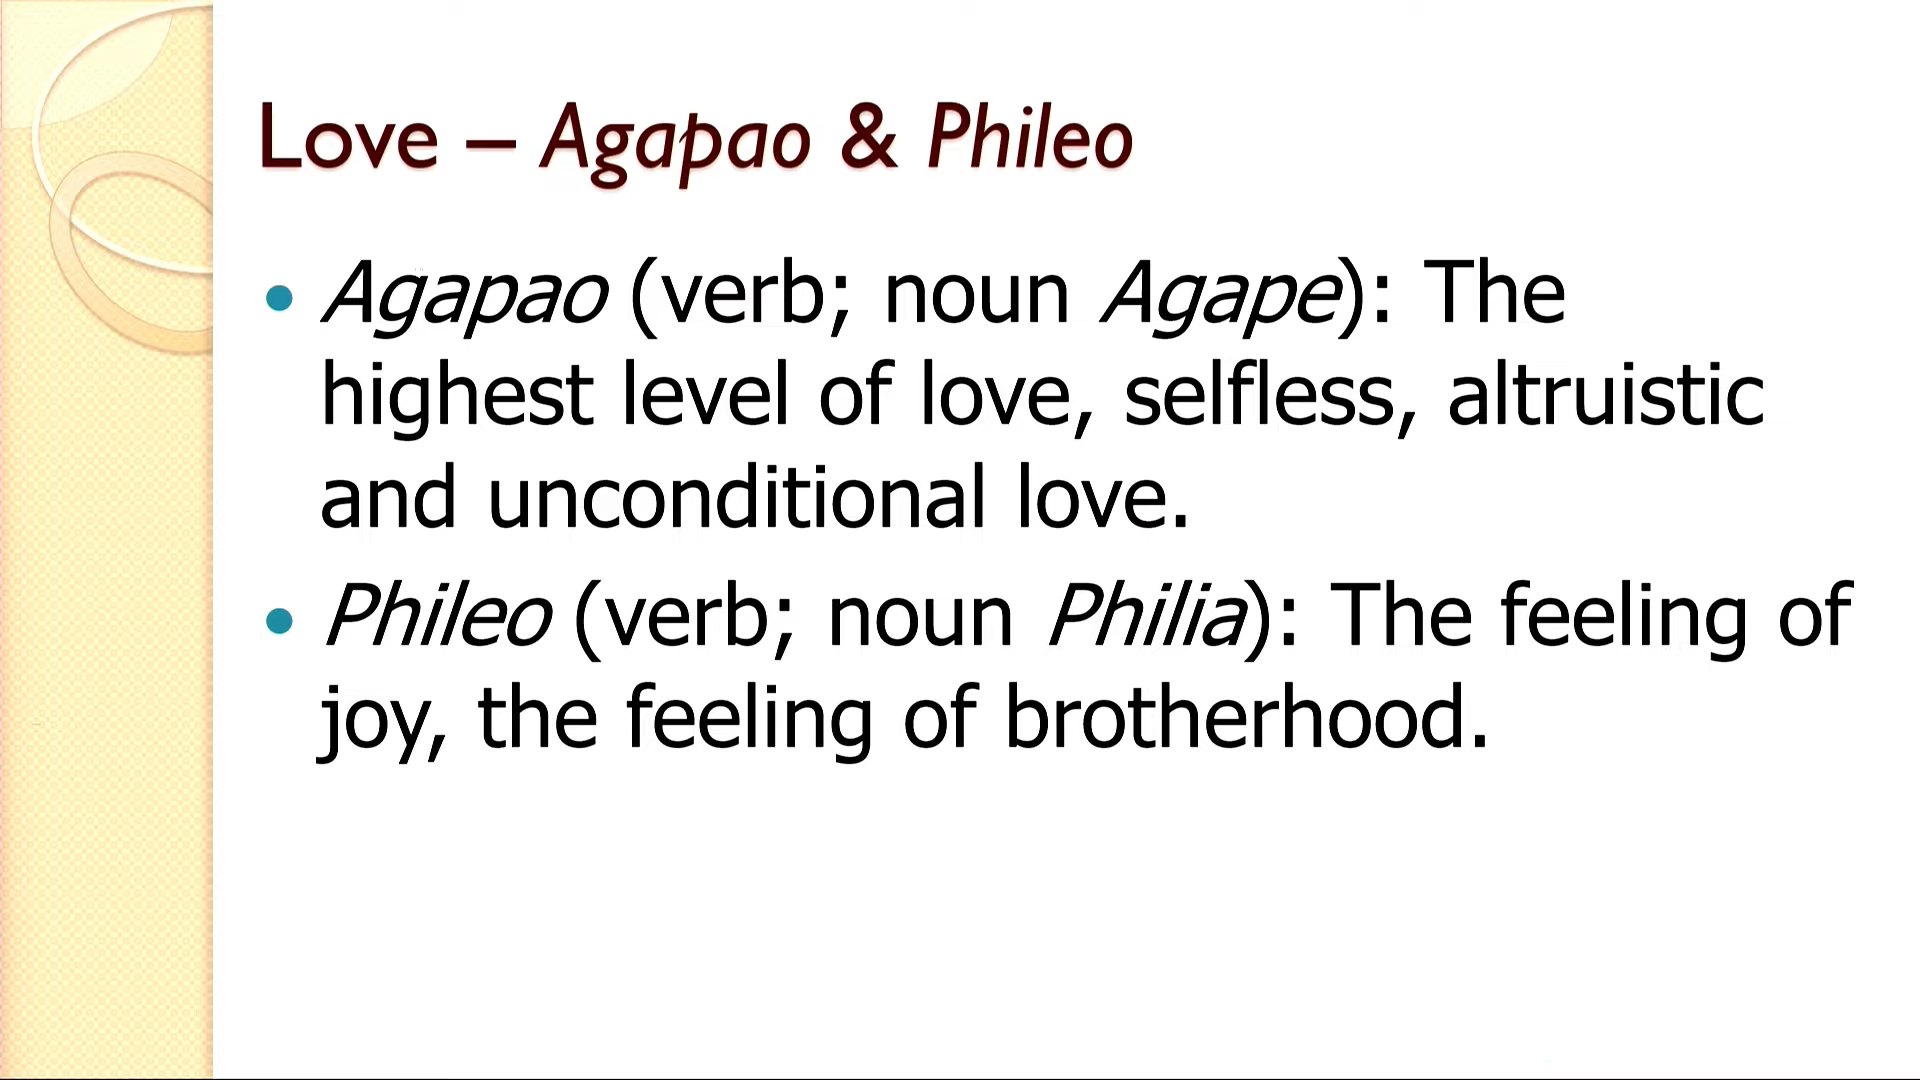 Love – Agapao & Phileo
• Agapao (verb; noun Agape): The
highest level of love, selfless, altruistic
and unconditional love.
• Phileo (verb; noun Philia): The feeling of
joy, the feeling of brotherhood.